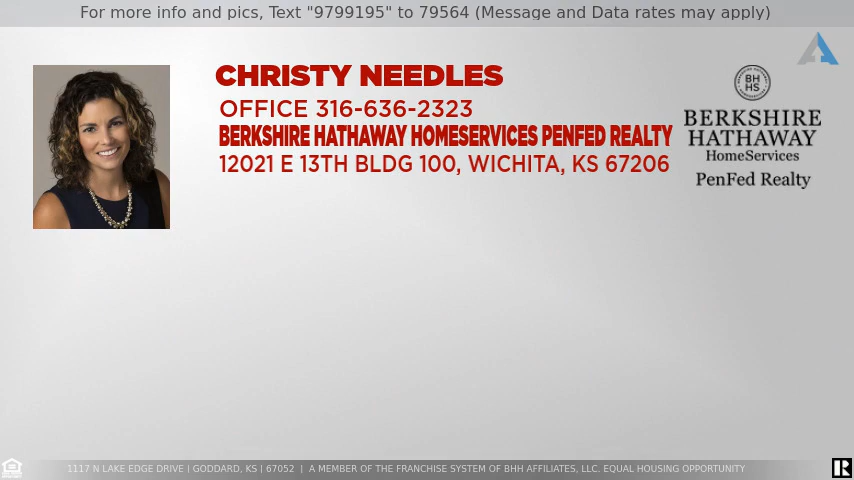 For more info and pics, Text "9799195" to 79564 (Message and Data rates may apply)
CHRISTY NEEDLES
OFFICE 316-636-2323
BERKSHIRE HATHAWAY HOMESERVICES PENFED REALTY
12021 E 13TH BLDG 100, WICHITA, KS 67206
BH
HS
BERKSHIRE
HATHAWAY
HomeServices
PenFed Realty
1117 N LAKE EDGE DRIVE | GODDARD, KS | 67052 | A MEMBER OF THE FRANCHISE SYSTEM OF BHH AFFILIATES, LLC. EQUAL HOUSING OPPORTUNITY